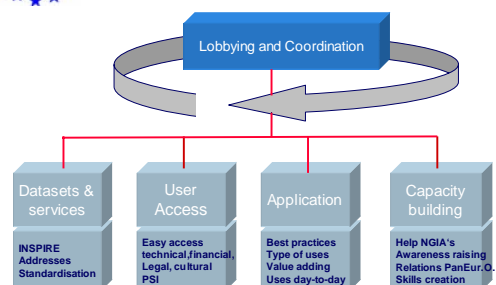 Lobbying and Coordination
Datasets &
services
INSPIRE
Addresses
Standardisation
User
Access
Easy access
technical,financial,
Legal, cultural
PSI
Application
Best practices
Type of uses
Value adding
Uses day-to-day
Capacity
building
Help NGIA's
Awareness raising
Relations PanEur.O.
Skills creation